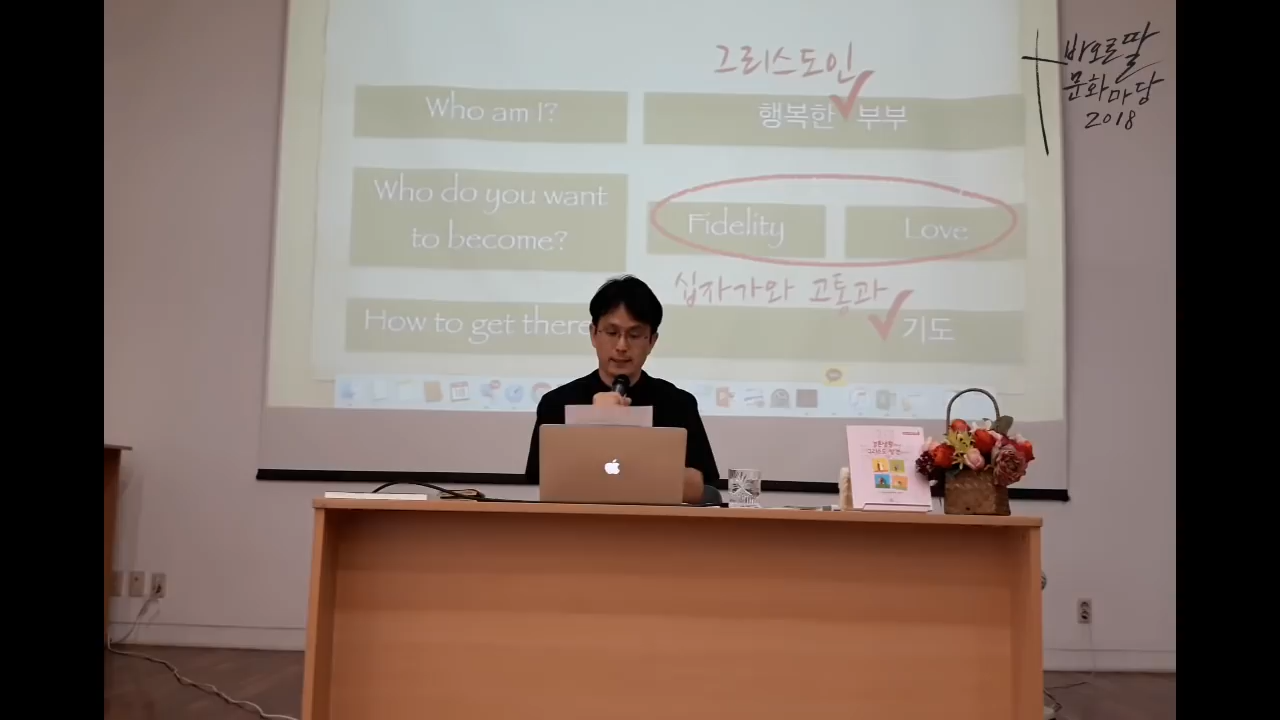 그리스도인
Who am I?
행복한 ✓ 부부
Who do you want
to become?
Fidelity
Love
십자가와 고통과
How to get there
✓ 기도
바오로딸
문화마당
2018